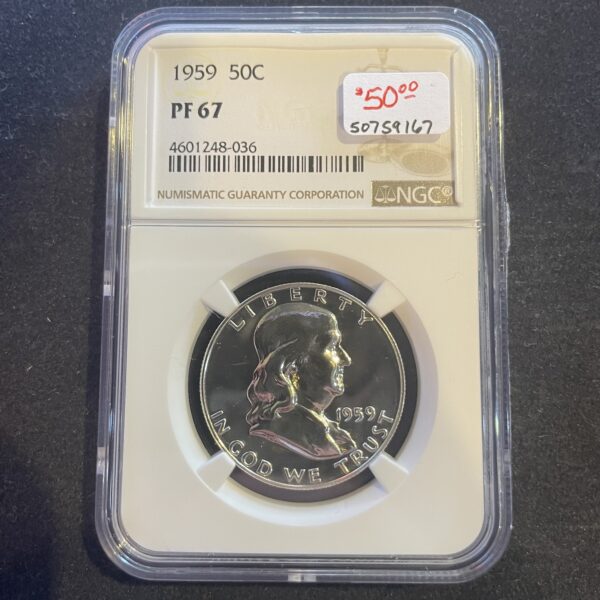 1959 50C
PF 67
4601248-036
NUMISMATIC GUARANTY CORPORATION
NGC®
$50.00
50759167
LIBERTY
1959
IN GOD WE TRUST